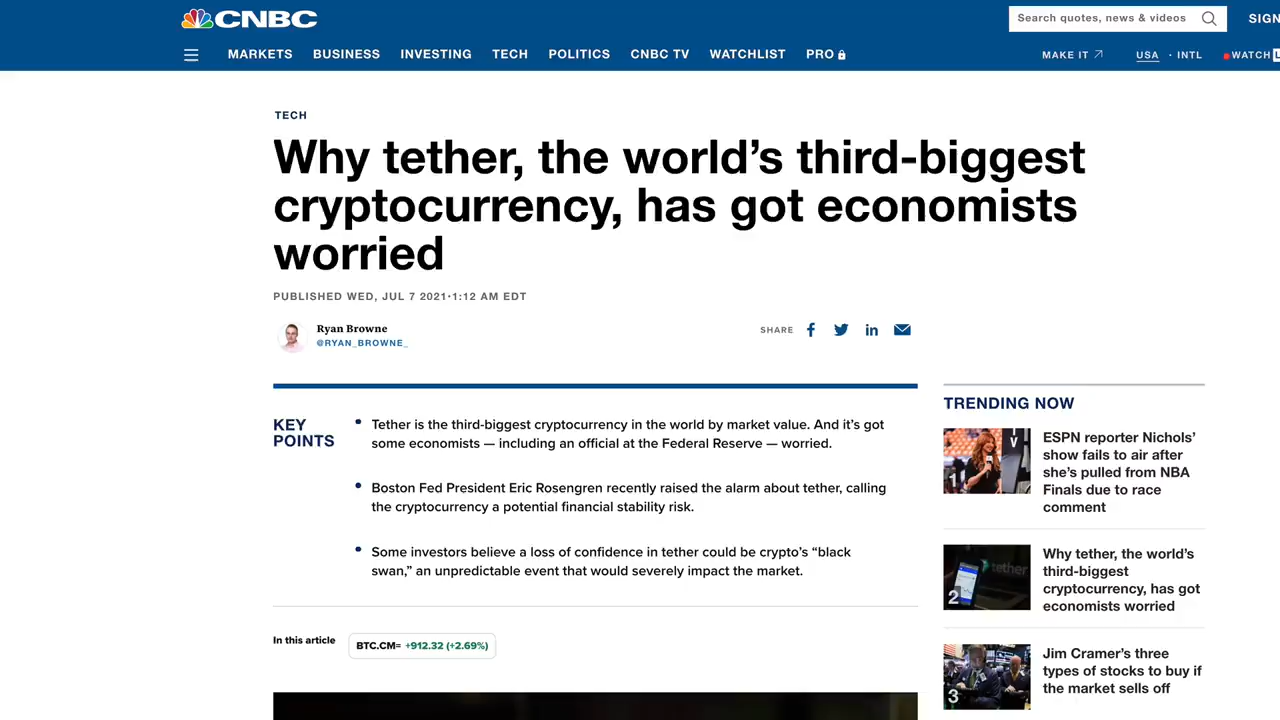 CNBC
Search quotes, news & videos
SIGN
MARKETS BUSINESS INVESTING TECH POLITICS CNBC TV WATCHLIST PRO
MAKE IT USA · INTL WATCH L
TECH
Why tether, the world’s third-biggest
cryptocurrency, has got economists
worried
PUBLISHED WED, JUL 7 2021·1:12 AM EDT
Ryan Browne
@RYAN_BROWNE_
SHARE
KEY
POINTS
Tether is the third-biggest cryptocurrency in the world by market value. And it’s got
some economists — including an official at the Federal Reserve — worried.
Boston Fed President Eric Rosengren recently raised the alarm about tether, calling
the cryptocurrency a potential financial stability risk.
Some investors believe a loss of confidence in tether could be crypto’s “black
swan,” an unpredictable event that would severely impact the market.
In this article
BTC.CM= +912.32 (+2.69%)
TRENDING NOW
1
ESPN reporter Nichols’
show fails to air after
she’s pulled from NBA
Finals due to race
comment
tether
2
Why tether, the world’s
third-biggest
cryptocurrency, has got
economists worried
3
Jim Cramer’s three
types of stocks to buy if
the market sells off